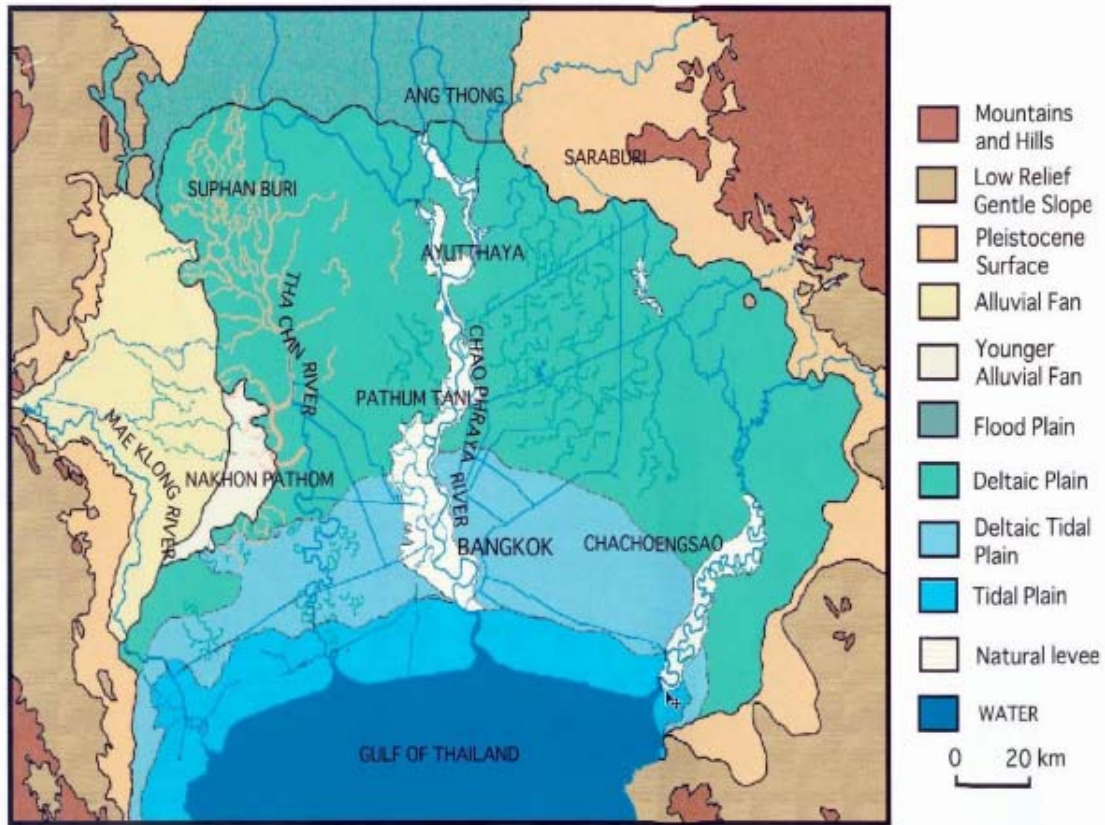 ANG THONG
SARABURI
SUPHAN BURI
AYUTTHAYA
THA CHIN RIVER
CHAO PHRAYA RIVER
PATHUM TANI
MAE KLONG RIVER
NAKHON PATHOM
BANGKOK
CHACHOENGSAO
GULF OF THAILAND
Mountains
and Hills
Low Relief
Gentle Slope
Pleistocene
Surface
Alluvial Fan
Younger
Alluvial Fan
Flood Plain
Deltaic Plain
Deltaic Tidal
Plain
Tidal Plain
Natural levee
WATER
0 20 km